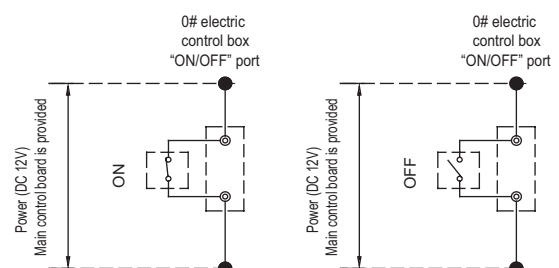 0# electric
control box
“ON/OFF” port
Power (DC 12V)
Main control board is provided
ON
0# electric
control box
“ON/OFF” port
Power (DC 12V)
Main control board is provided
OFF